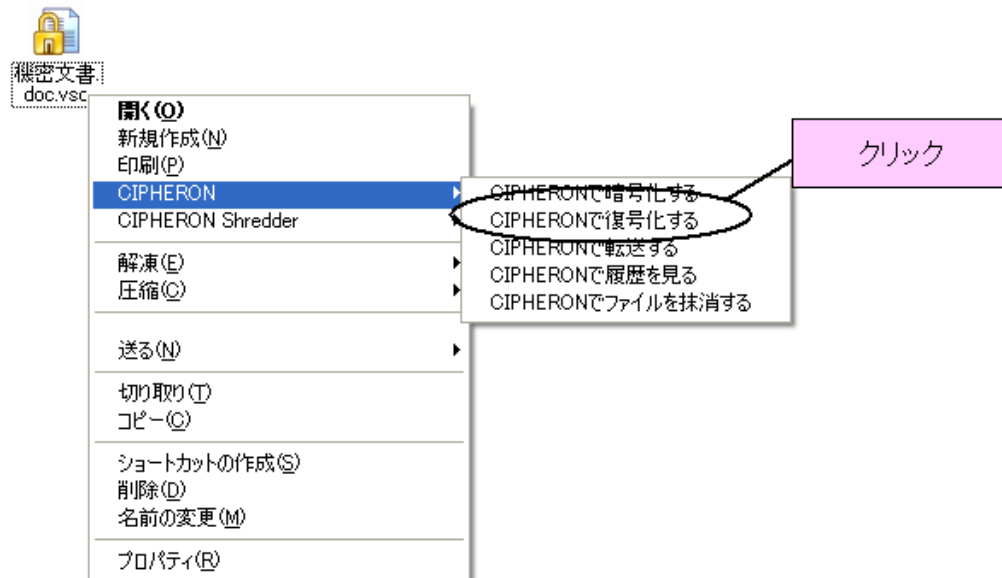 機密文書.
doc.vsc
開く(O)
新規作成(N)
印刷(P)
CIPHERON
CIPHERON Shredder
解凍(E)
圧縮(C)
送る(N)
切り取り(T)
コピー(C)
ショートカットの作成(S)
削除(D)
名前の変更(M)
プロパティ(R)
CIPHERONで暗号化する
CIPHERONで復号化する
CIPHERONで転送する
CIPHERONで履歴を見る
CIPHERONでファイルを抹消する
クリック